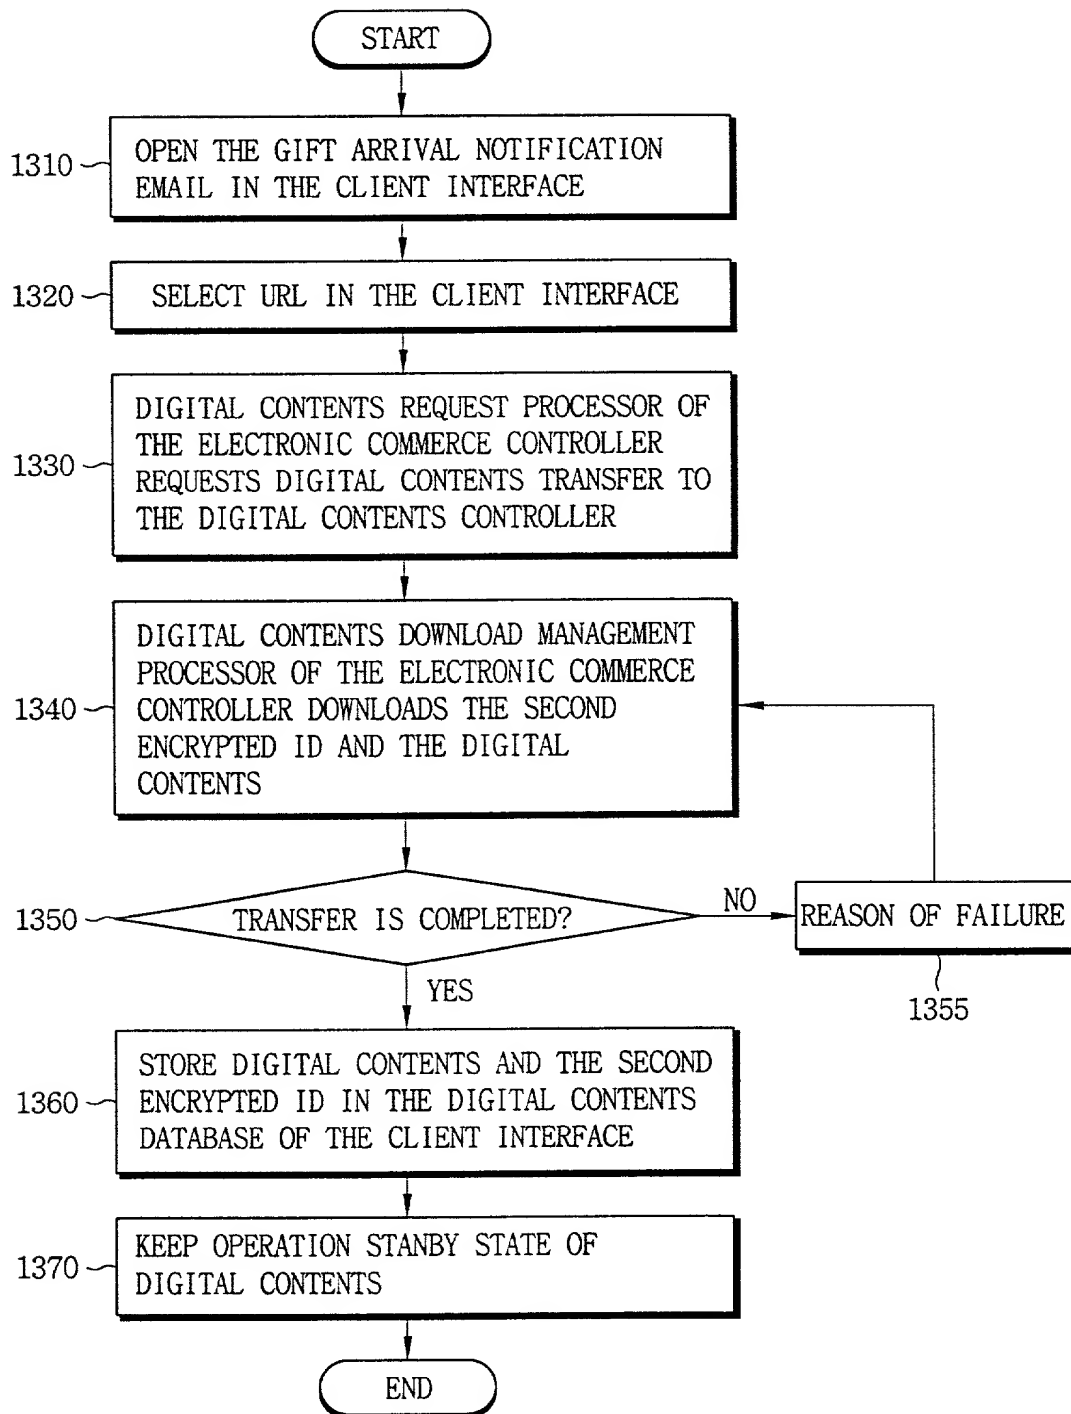 START
1310
OPEN THE GIFT ARRIVAL NOTIFICATION
EMAIL IN THE CLIENT INTERFACE
1320
SELECT URL IN THE CLIENT INTERFACE
1330
DIGITAL CONTENTS REQUEST PROCESSOR OF
THE ELECTRONIC COMMERCE CONTROLLER
REQUESTS DIGITAL CONTENTS TRANSFER TO
THE DIGITAL CONTENTS CONTROLLER
1340
DIGITAL CONTENTS DOWNLOAD MANAGEMENT
PROCESSOR OF THE ELECTRONIC COMMERCE
CONTROLLER DOWNLOADS THE SECOND
ENCRYPTED ID AND THE DIGITAL
CONTENTS
1350
TRANSFER IS COMPLETED?
NO
REASON OF FAILURE
1355
YES
1360
STORE DIGITAL CONTENTS AND THE SECOND
ENCRYPTED ID IN THE DIGITAL CONTENTS
DATABASE OF THE CLIENT INTERFACE
1370
KEEP OPERATION STANBY STATE OF
DIGITAL CONTENTS
END